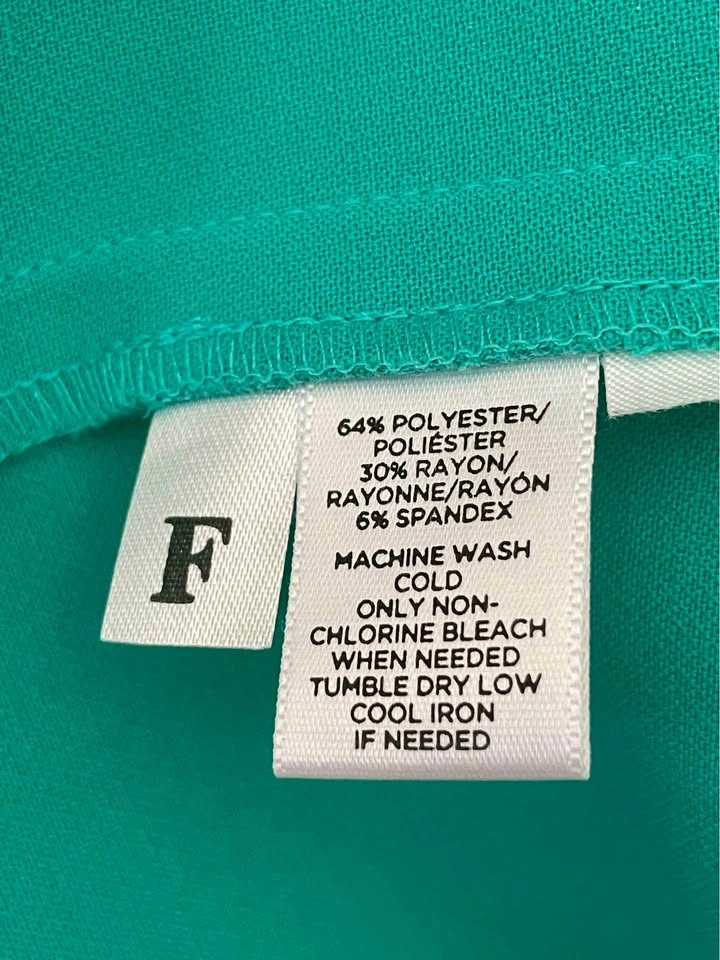 F
64% POLYESTER/
POLIÉSTER
30% RAYON/
RAYONNE/RAYÓN
6% SPANDEX
MACHINE WASH
COLD
ONLY NON-
CHLORINE BLEACH
WHEN NEEDED
TUMBLE DRY LOW
COOL IRON
IF NEEDED